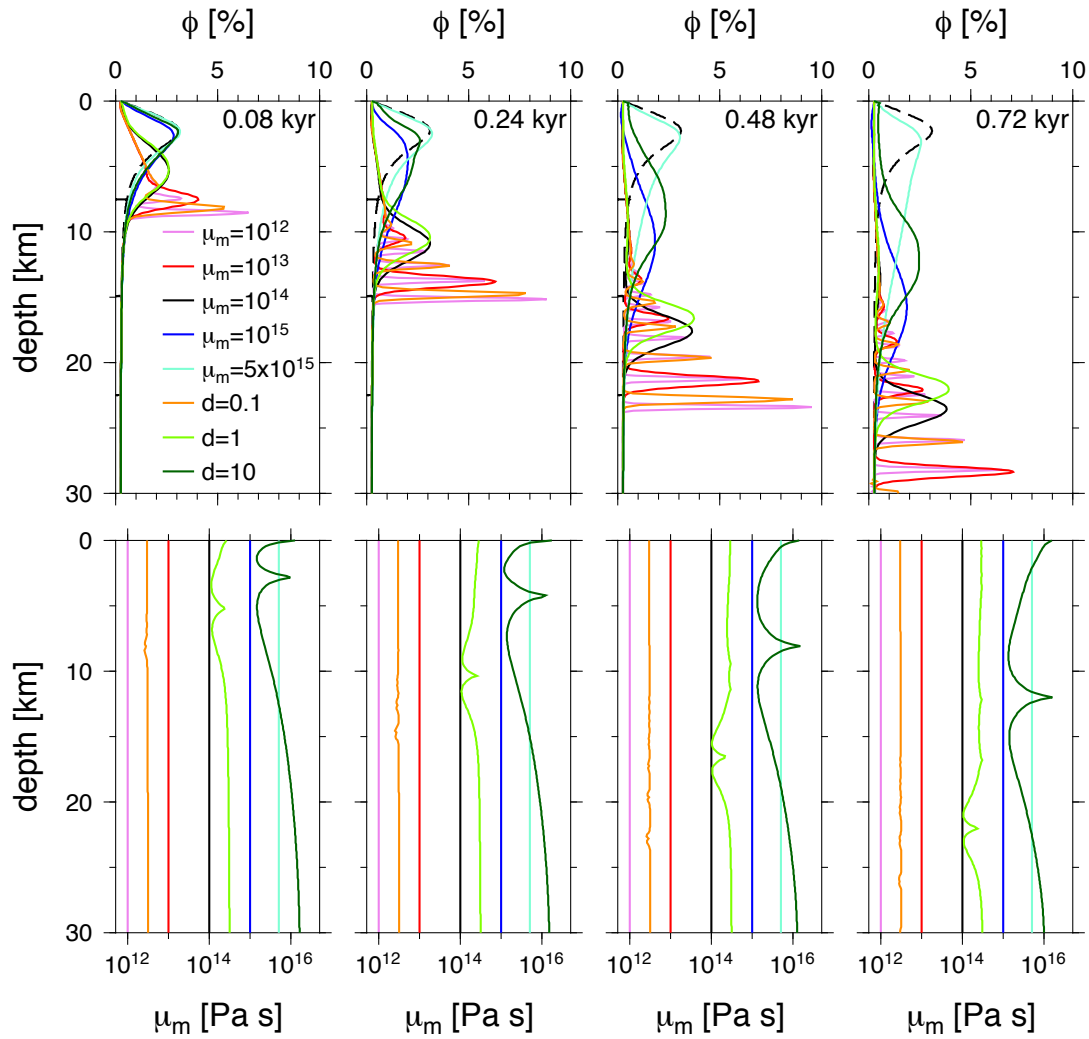 ϕ [%] ϕ [%] ϕ [%] ϕ [%]
0 5 10 0 5 10 0 5 10 0 5 10
0.08 kyr 0.24 kyr 0.48 kyr 0.72 kyr
0
10
20
30
depth [km]
μm=10^12
μm=10^13
μm=10^14
μm=10^15
μm=5x10^15
d=0.1
d=1
d=10
0
10
20
30
depth [km]
10^12 10^14 10^16 10^12 10^14 10^16 10^12 10^14 10^16 10^12 10^14 10^16
μm [Pa s] μm [Pa s] μm [Pa s] μm [Pa s]